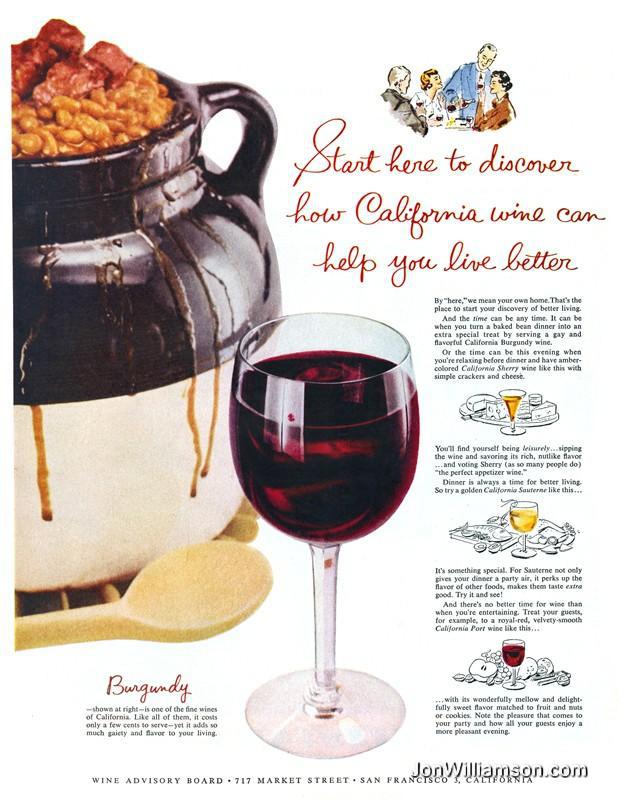 Start here to discover
how California wine can
help you live better
By "here," we mean your own home. That's the
place to start your discovery of better living.
And the time can be any time. It can be
when you turn a baked bean dinner into an
extra special treat by serving a gay and
flavorful California Burgundy wine.
Or the time can be this evening when
you're relaxing before dinner and have amber-
colored California Sherry wine like this with
simple crackers and cheese.
You'll find yourself being leisurely...sipping
the wine and savoring its rich, nutlike flavor
...and voting Sherry (as so many people do)
"the perfect appetizer wine."
Dinner is always a time for better living.
So try a golden California Sauterne like this...
It's something special. For Sauterne not only
gives your dinner a party air, it perks up the
flavor of other foods, makes them taste extra
good. Try it and see!
And there's no better time for wine than
when you're entertaining. Treat your guests,
for example, to a royal-red, velvety-smooth
California Port wine like this...
...with its wonderfully mellow and delight-
fully sweet flavor matched to fruit and nuts
or cookies. Note the pleasure that comes to
your party and how all your guests enjoy a
more pleasant evening.
Burgundy
—shown at right—is one of the fine wines
of California. Like all of them, it costs
only a few cents to serve—yet it adds so
much gaiety and flavor to your living.
WINE ADVISORY BOARD • 717 MARKET STREET • SAN FRANCISCO 3, CALIFORNIA
JonWilliamson.com